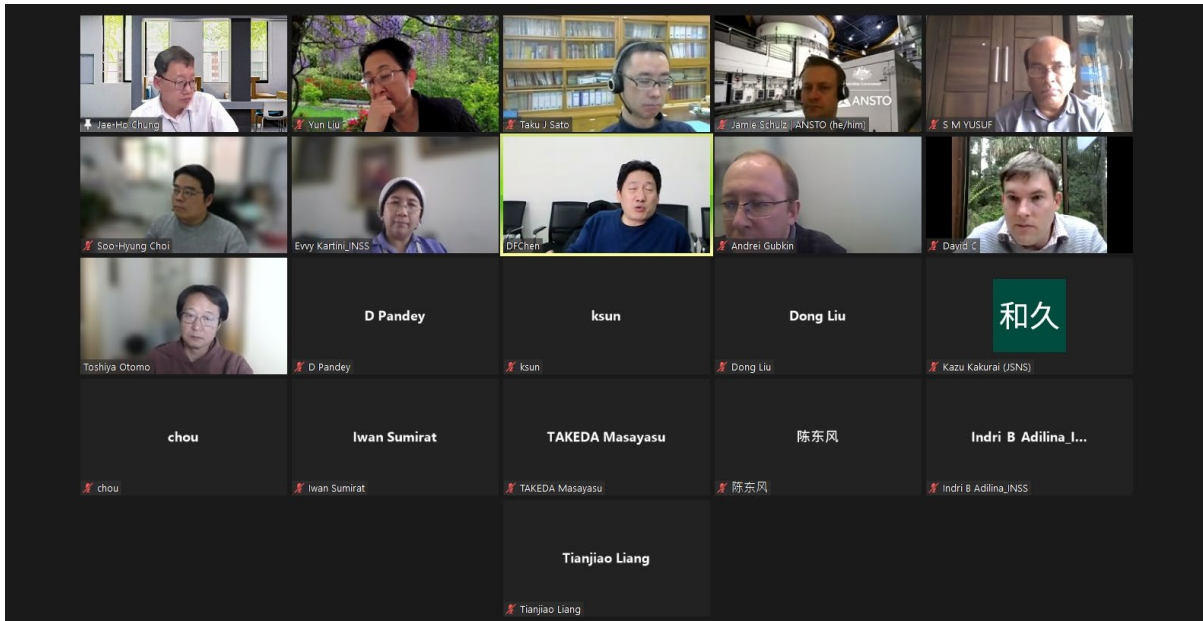 Jae-Ho Chung
Yun Liu
Taku J Sato
ANSTO
Jamie Schulz | ANSTO (he/him)
S M YUSUF
Soo-Hyung Choi
Evvy Kartini_INSS
DFChen
Andrei Gubkin
David C
Toshiya Otomo
D Pandey
D Pandey
ksun
ksun
Dong Liu
Dong Liu
和久
Kazu Kakurai (JSNS)
chou
chou
Iwan Sumirat
Iwan Sumirat
TAKEDA Masayasu
TAKEDA Masayasu
陈东风
陈东风
Indri B Adilina_I...
Indri B Adilina_INSS
Tianjiao Liang
Tianjiao Liang